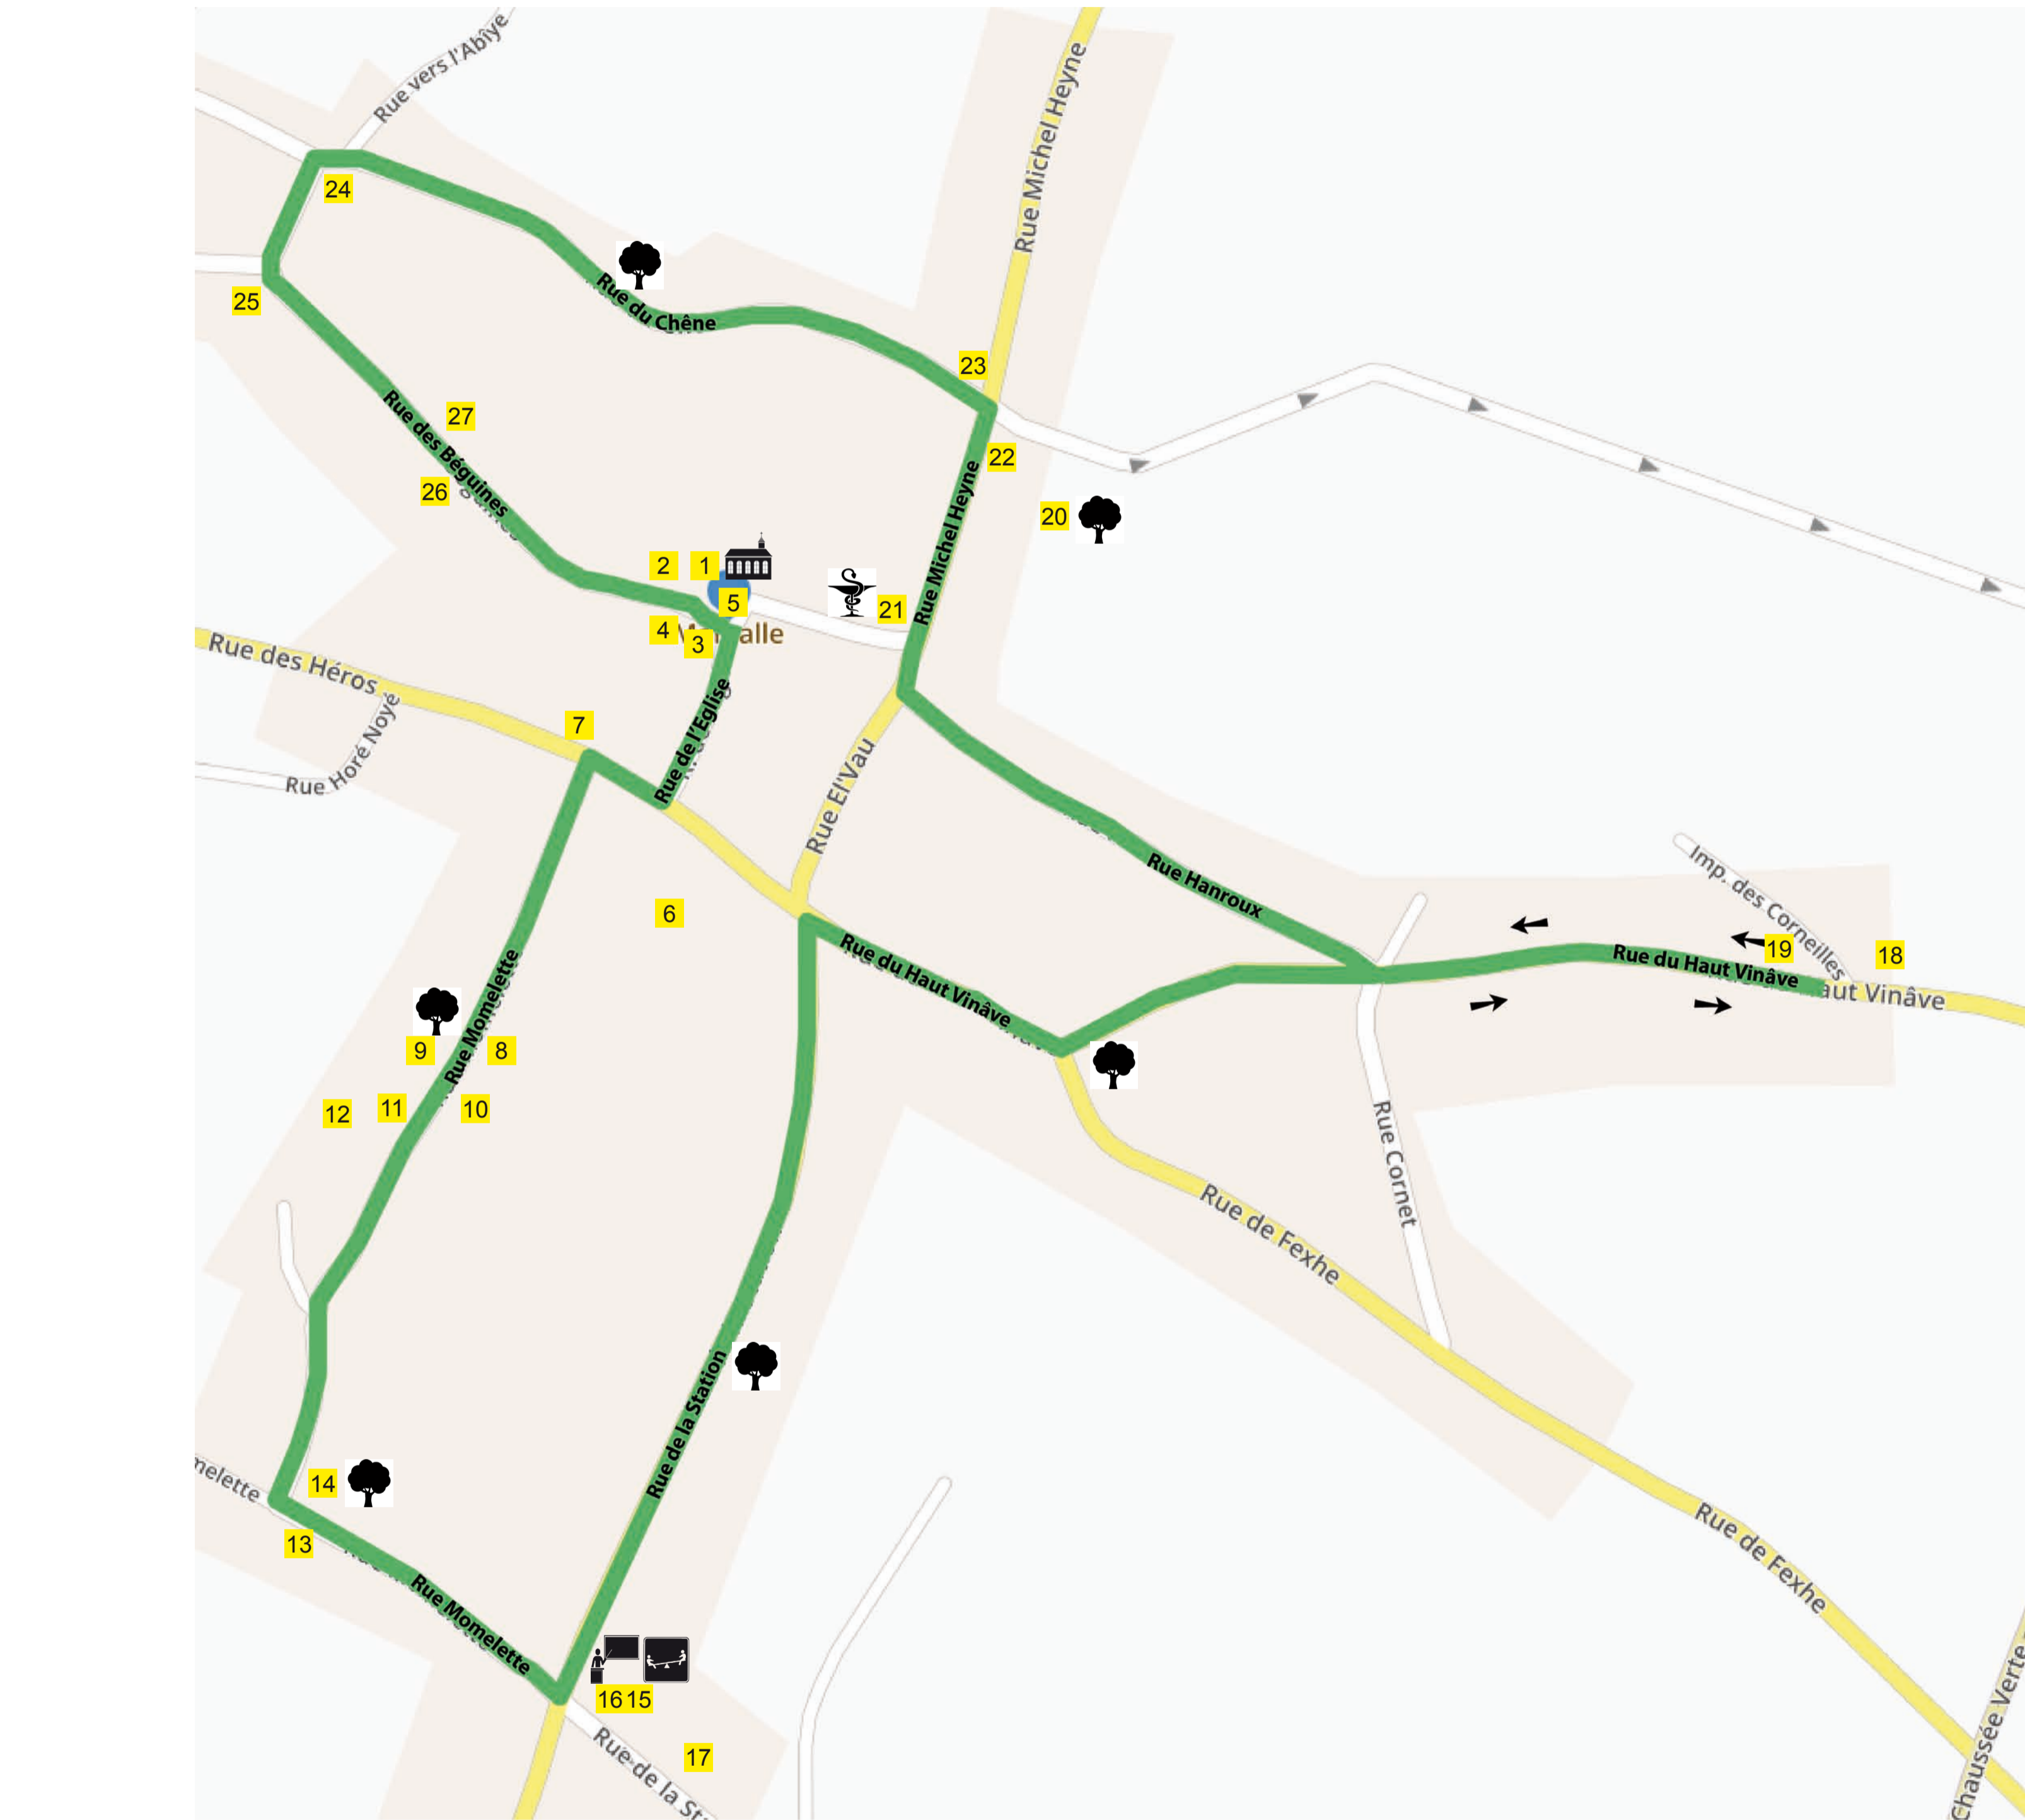 Rue vers l'Abîye
Rue Michel Heyne
24
Rue du Chêne
25
23
27
Rue des Béguines
26
22
Rue Michel Heyne
20
2
1
5
21
4
3
alle
Rue des Héros
Rue Horé Noyé
7
Rue de l'Eglise
Rue El'Vau
6
Rue Hanroux
Imp. des Corneilles
Rue du Haut Vinâve
Rue du Haut Vinâve
19
18
aut Vinâve
Rue Momelette
9
8
12
11
10
Rue Cornet
Rue de Fexhe
Rue de la Station
melette
14
13
Rue Momelette
Rue de Fexhe
16
15
17
Rue de la St
Chaussée Verte